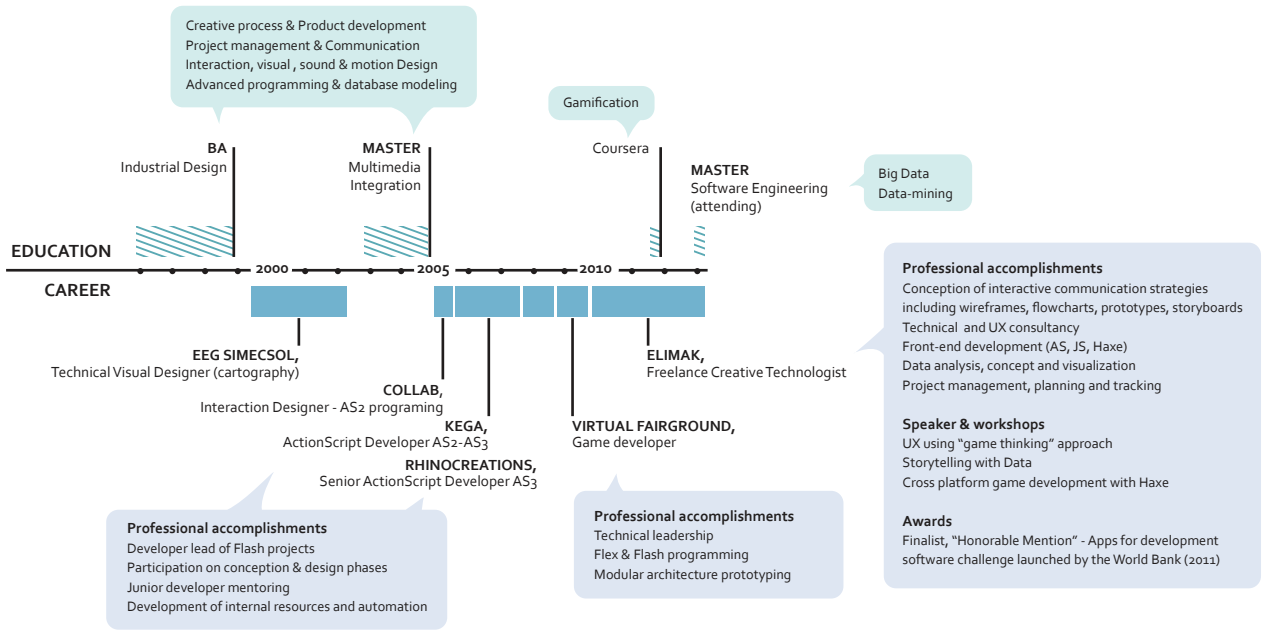 Creative process & Product development
Project management & Communication
Interaction, visual , sound & motion Design
Advanced programming & database modeling
Gamification
BA
Industrial Design
MASTER
Multimedia
Integration
Coursera
MASTER
Software Engineering
(attending)
Big Data
Data-mining
EDUCATION
2000
2005
2010
CAREER
EEG SIMECSOL,
Technical Visual Designer (cartography)
COLLAB,
Interaction Designer - AS2 programing
KEGA,
ActionScript Developer AS2-AS3
RHINOCREATIONS,
Senior ActionScript Developer AS3
VIRTUAL FAIRGROUND,
Game developer
ELIMAK,
Freelance Creative Technologist
Professional accomplishments
Developer lead of Flash projects
Participation on conception & design phases
Junior developer mentoring
Development of internal resources and automation
Professional accomplishments
Technical leadership
Flex & Flash programming
Modular architecture prototyping
Professional accomplishments
Conception of interactive communication strategies
including wireframes, flowcharts, prototypes, storyboards
Technical and UX consultancy
Front-end development (AS, JS, Haxe)
Data analysis, concept and visualization
Project management, planning and tracking
Speaker & workshops
UX using “game thinking” approach
Storytelling with Data
Cross platform game development with Haxe
Awards
Finalist, “Honorable Mention” - Apps for development
software challenge launched by the World Bank (2011)